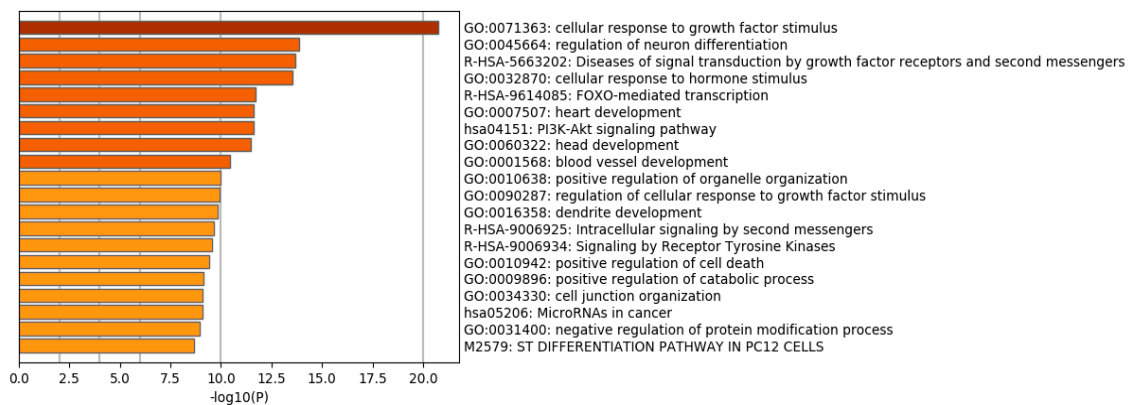 GO:0071363: cellular response to growth factor stimulus
GO:0045664: regulation of neuron differentiation
R-HSA-5663202: Diseases of signal transduction by growth factor receptors and second messengers
GO:0032870: cellular response to hormone stimulus
R-HSA-9614085: FOXO-mediated transcription
GO:0007507: heart development
hsa04151: PI3K-Akt signaling pathway
GO:0060322: head development
GO:0001568: blood vessel development
GO:0010638: positive regulation of organelle organization
GO:0090287: regulation of cellular response to growth factor stimulus
GO:0016358: dendrite development
R-HSA-9006925: Intracellular signaling by second messengers
R-HSA-9006934: Signaling by Receptor Tyrosine Kinases
GO:0010942: positive regulation of cell death
GO:0009896: positive regulation of catabolic process
GO:0034330: cell junction organization
hsa05206: MicroRNAs in cancer
GO:0031400: negative regulation of protein modification process
M2579: ST DIFFERENTIATION PATHWAY IN PC12 CELLS
0.0 2.5 5.0 7.5 10.0 12.5 15.0 17.5 20.0
-log10(P)